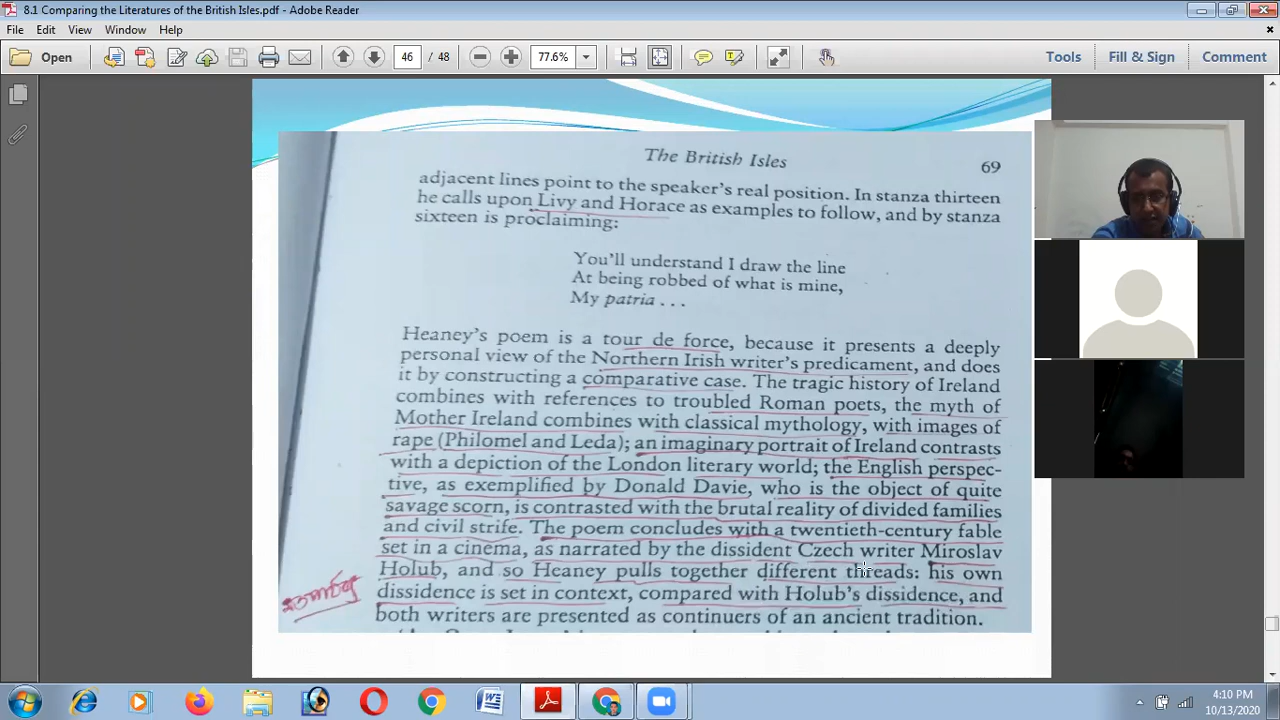 8.1 Comparing the Literatures of the British Isles.pdf - Adobe Reader
File Edit View Window Help
Open
46 / 48
77.6%
Tools Fill & Sign Comment
The British Isles 69
adjacent lines point to the speaker's real position. In stanza thirteen
he calls upon Livy and Horace as examples to follow, and by stanza
sixteen is proclaiming:
You'll understand I draw the line
At being robbed of what is mine,
My patria . . .
Heaney's poem is a tour de force, because it presents a deeply
personal view of the Northern Irish writer's predicament, and does
it by constructing a comparative case. The tragic history of Ireland
combines with references to troubled Roman poets, the myth of
Mother Ireland combines with classical mythology, with images of
rape (Philomel and Leda); an imaginary portrait of Ireland contrasts
with a depiction of the London literary world; the English perspec-
tive, as exemplified by Donald Davie, who is the object of quite
savage scorn, is contrasted with the brutal reality of divided families
and civil strife. The poem concludes with a twentieth-century fable
set in a cinema, as narrated by the dissident Czech writer Miroslav
Holub, and so Heaney pulls together different threads: his own
dissidence is set in context, compared with Holub's dissidence, and
both writers are presented as continuers of an ancient tradition.
4:10 PM
10/13/2020